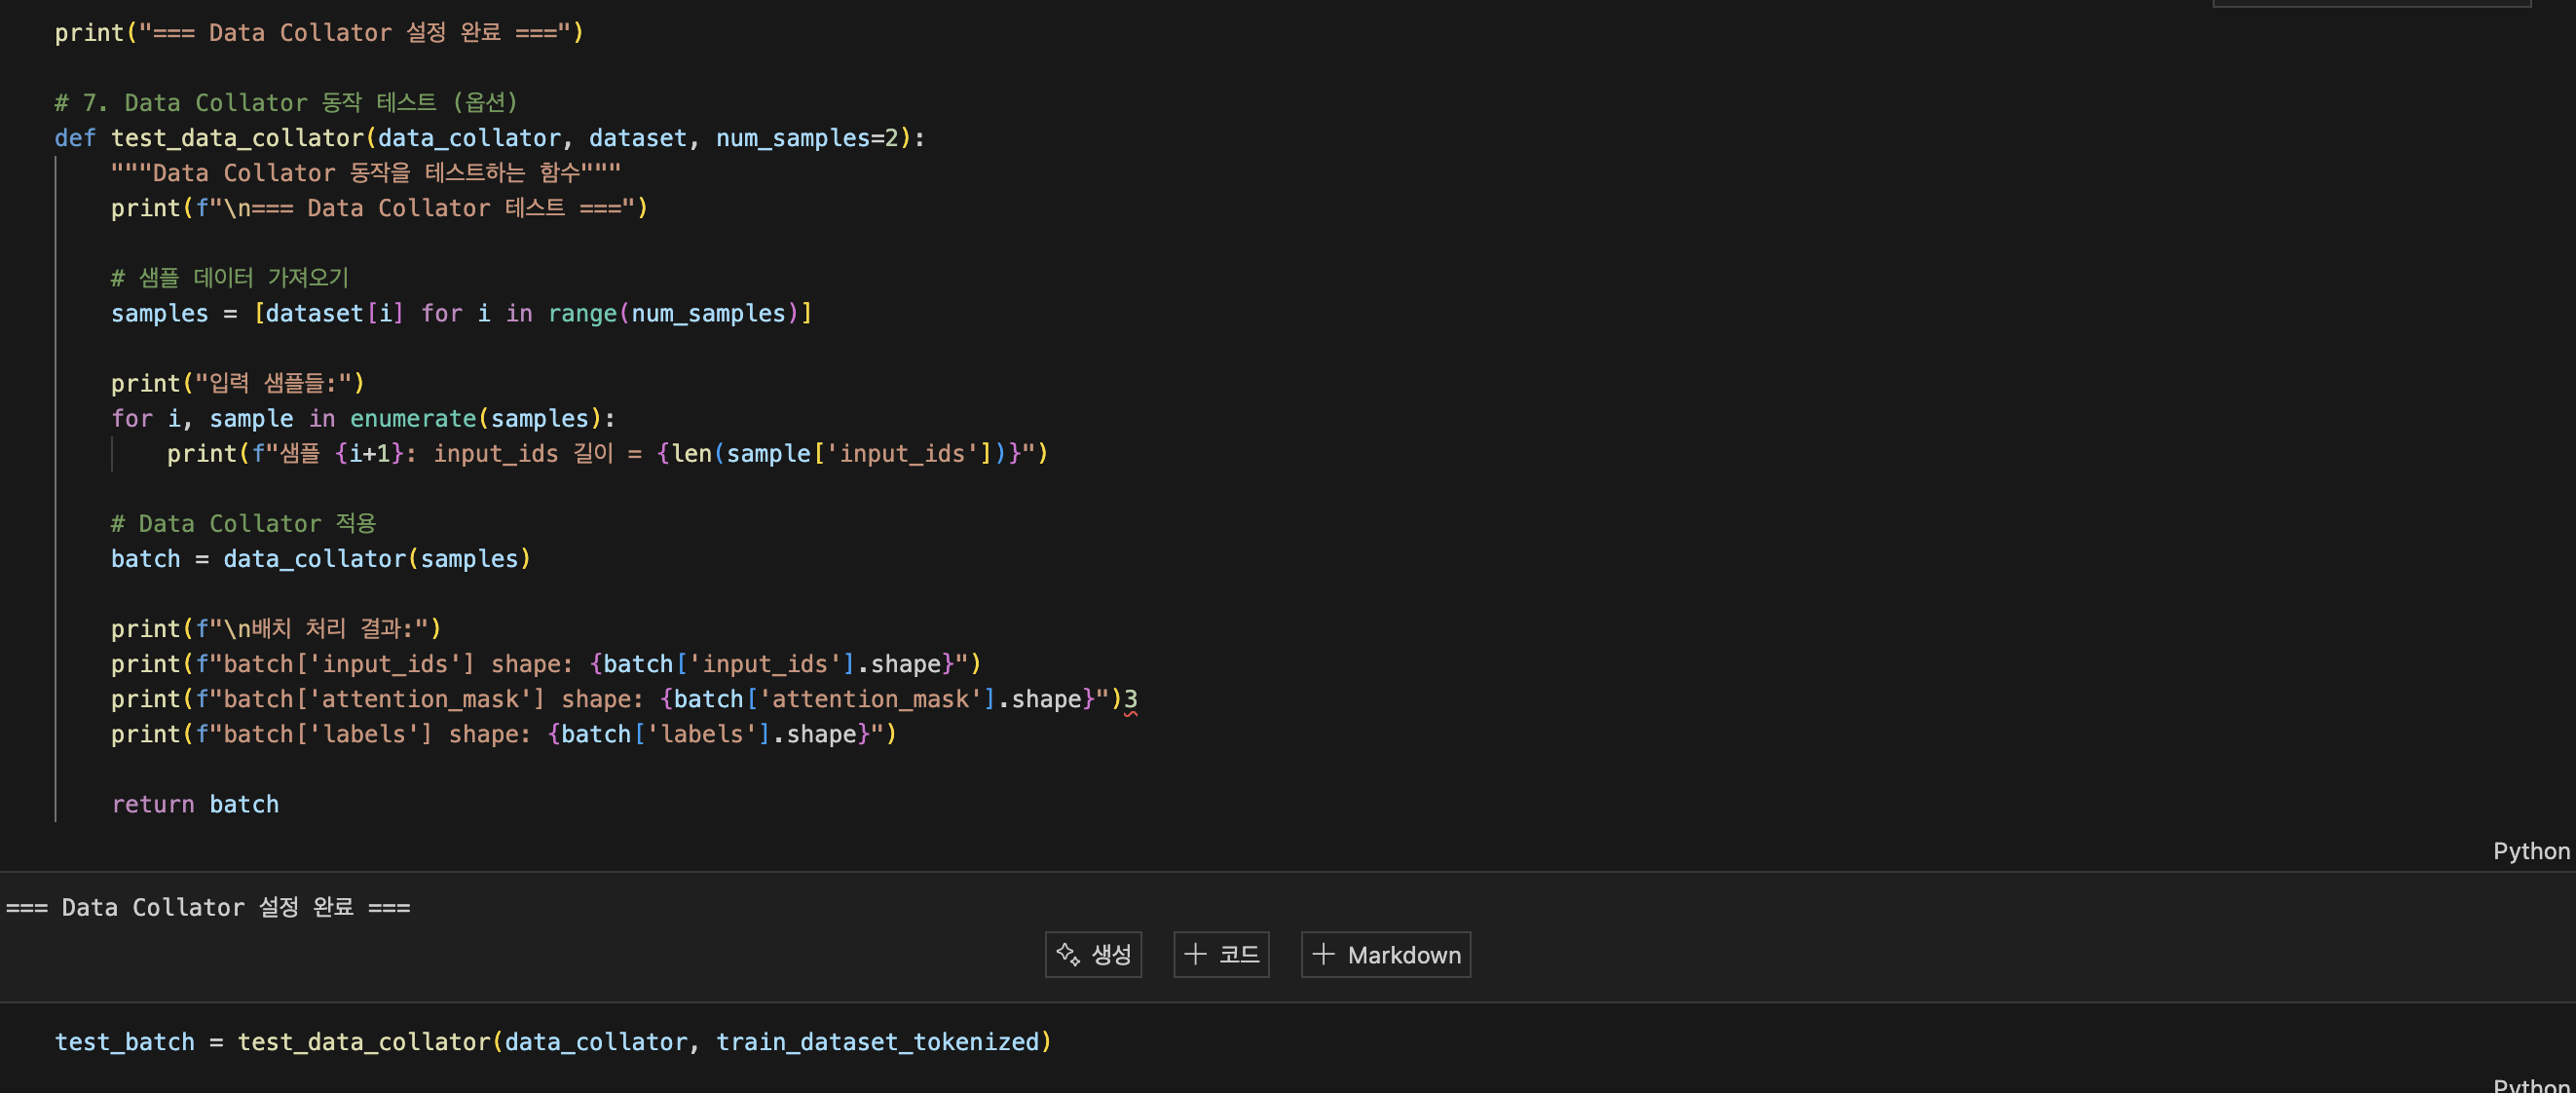 print("=== Data Collator 설정 완료 ===")
# 7. Data Collator 동작 테스트 (옵션)
def test_data_collator(data_collator, dataset, num_samples=2):
    """Data Collator 동작을 테스트하는 함수"""
    print(f"\n=== Data Collator 테스트 ===")
    # 샘플 데이터 가져오기
    samples = [dataset[i] for i in range(num_samples)]
    print("입력 샘플들:")
    for i, sample in enumerate(samples):
        print(f"샘플 {i+1}: input_ids 길이 = {len(sample['input_ids'])}")
    # Data Collator 적용
    batch = data_collator(samples)
    print(f"\n배치 처리 결과:")
    print(f"batch['input_ids'] shape: {batch['input_ids'].shape}")
    print(f"batch['attention_mask'] shape: {batch['attention_mask'].shape}")3
    print(f"batch['labels'] shape: {batch['labels'].shape}")
    return batch
Python
=== Data Collator 설정 완료 ===
생성 + 코드 + Markdown
test_batch = test_data_collator(data_collator, train_dataset_tokenized)
Python